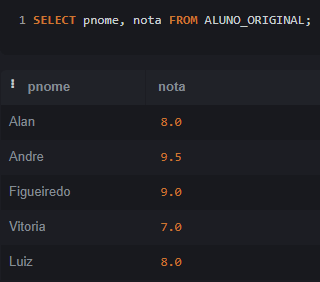 1 SELECT pnome, nota FROM ALUNO_ORIGINAL;
pnome nota
Alan 8.0
Andre 9.5
Figueiredo 9.0
Vitoria 7.0
Luiz 8.0